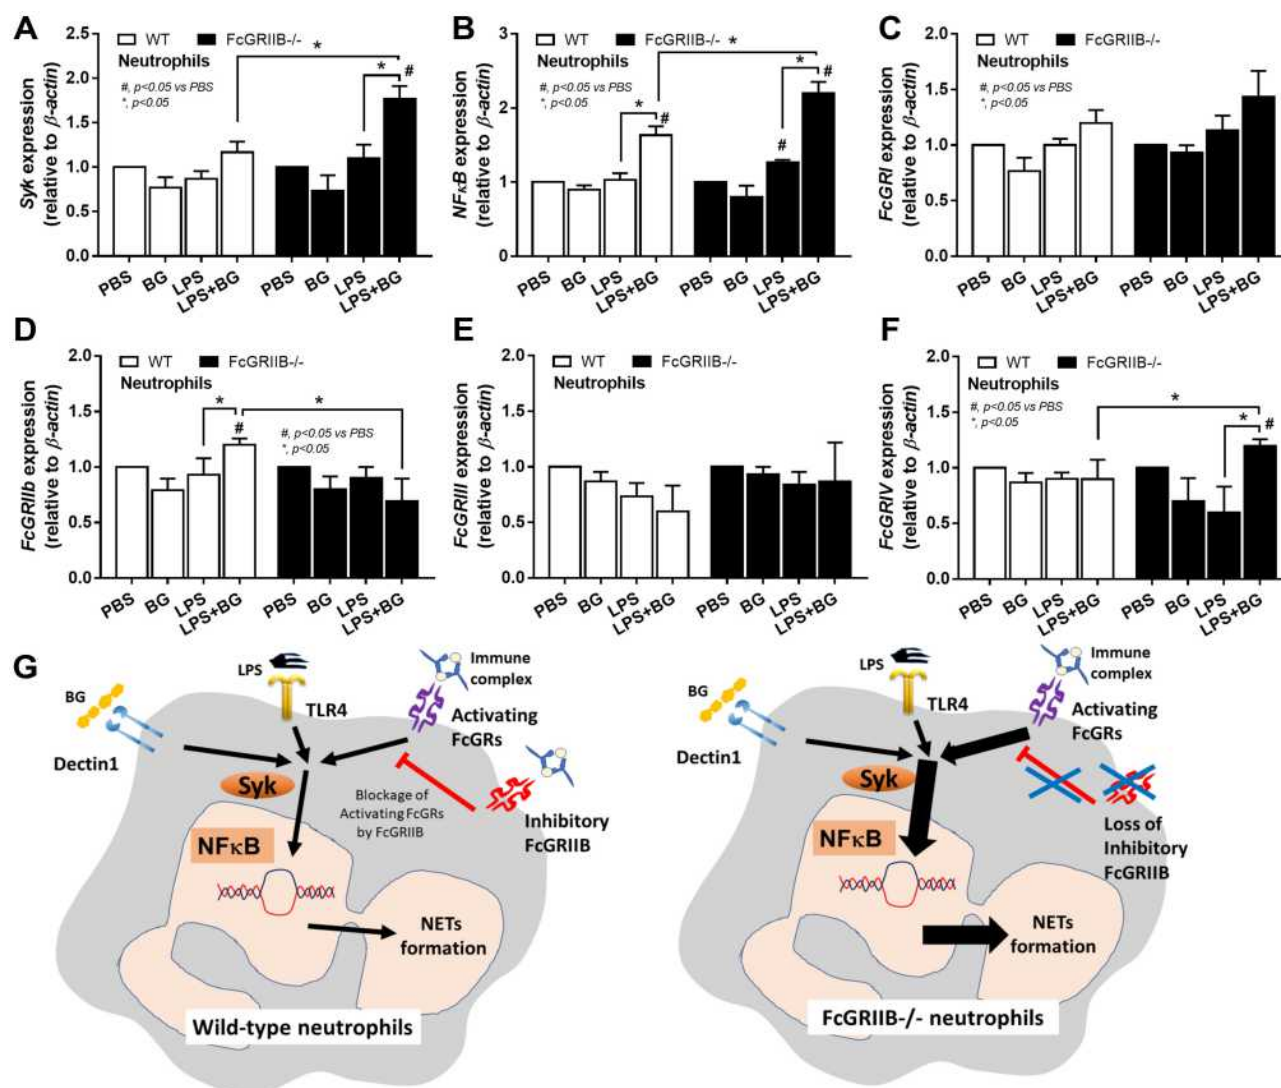 A
WT FcGRIIB-/-
Neutrophils
#, p<0.05 vs PBS
*, p<0.05
*
*
#
Syk expression
(relative to β-actin)
2.0
1.5
1.0
0.5
0.0
PBS BG LPS LPS+BG PBS BG LPS LPS+BG
B
WT FcGRIIB-/-
Neutrophils
#, p<0.05 vs PBS
*, p<0.05
*
*
#
*
#
#
NFκB expression
(relative to β-actin)
3
2
1
0
PBS BG LPS LPS+BG PBS BG LPS LPS+BG
C
WT FcGRIIB-/-
Neutrophils
#, p<0.05 vs PBS
*, p<0.05
FcGRI expression
(relative to β-actin)
2.0
1.5
1.0
0.5
0.0
PBS BG LPS LPS+BG PBS BG LPS LPS+BG
D
WT FcGRIIB-/-
Neutrophils
#, p<0.05 vs PBS
*, p<0.05
*
#
*
FcGRIIb expression
(relative to β-actin)
2.0
1.5
1.0
0.5
0.0
PBS BG LPS LPS+BG PBS BG LPS LPS+BG
E
WT FcGRIIB-/-
Neutrophils
FcGRIII expression
(relative to β-actin)
2.0
1.5
1.0
0.5
0.0
PBS BG LPS LPS+BG PBS BG LPS LPS+BG
F
WT FcGRIIB-/-
Neutrophils
#, p<0.05 vs PBS
*, p<0.05
*
*
#
FcGRIV expression
(relative to β-actin)
2.0
1.5
1.0
0.5
0.0
PBS BG LPS LPS+BG PBS BG LPS LPS+BG
G
BG
Dectin1
LPS
TLR4
Immune
complex
Activating
FcGRs
Syk
Blockage of
Activating FcGRs
by FcGRIIB
Inhibitory
FcGRIIB
NFκB
NETs
formation
Wild-type neutrophils
BG
Dectin1
LPS
TLR4
Immune
complex
Activating
FcGRs
Syk
Loss of
Inhibitory
FcGRIIB
NFκB
NETs
formation
FcGRIIB-/- neutrophils